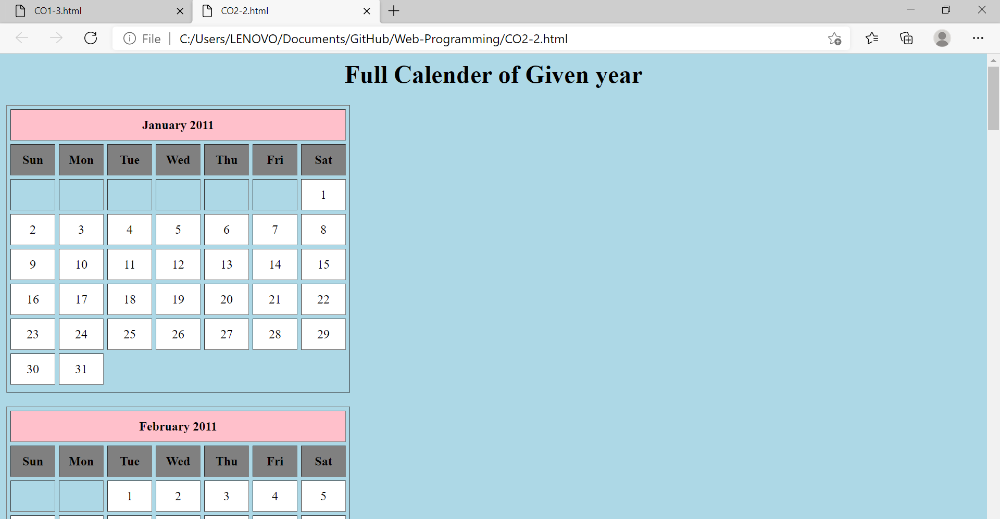 CO1-3.html
CO2-2.html
File | C:/Users/LENOVO/Documents/GitHub/Web-Programming/CO2-2.html
Full Calender of Given year
January 2011
Sun Mon Tue Wed Thu Fri Sat
1
2 3 4 5 6 7 8
9 10 11 12 13 14 15
16 17 18 19 20 21 22
23 24 25 26 27 28 29
30 31
February 2011
Sun Mon Tue Wed Thu Fri Sat
1 2 3 4 5